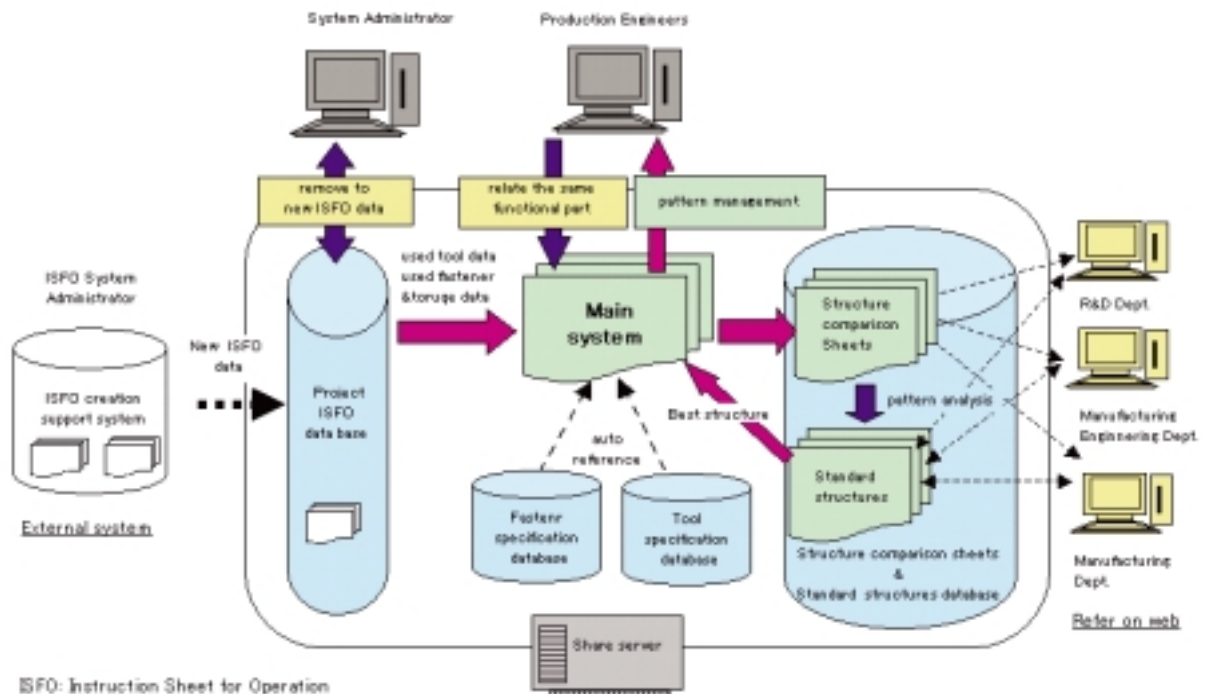 System Administrator
Production Engineers
remove to
new ISFO data
relate the same
functional part
pattern management
ISFO System
Administrator
used tool data
used fastener
&toruqe data
Main
system
Structure
comparison
Sheets
R&D Dept.
New ISFO
data
ISFO creation
support system
Project
ISFO
data base
Best structure
pattern analysis
Manufacturing
Enginnering Dept.
auto
reference
Standard
structures
External system
Fastenr
specification
database
Tool
specification
database
Structure comparison sheets
&
Standard structures database
Manufacturing
Dept.
Refer on web
Share server
ISFO: Instruction Sheet for Operation